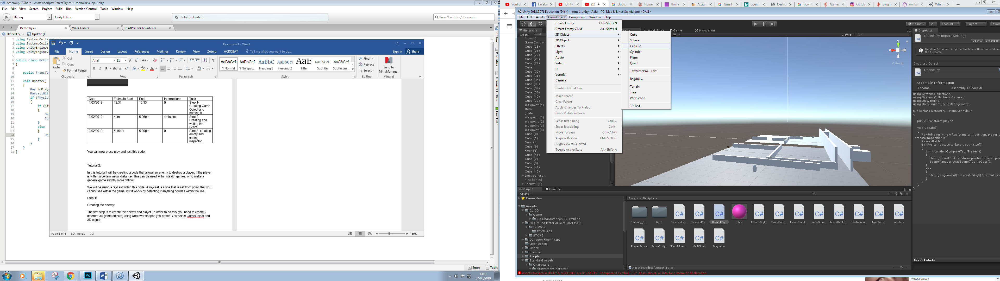 Assembly-CSharp - Assets\Scripts\DetectTry.cs* - MonoDevelop-Unity
File Edit View Search Project Build Run Version Control Tools Window Help
Debug
Unity Editor
Solution loaded.
Press 'Control+,' to search
DetectTry.cs
WallClimb.cs
ThirdPersonCharacter.cs
DetectTry
Update ()
1 using System.Collections;
2 using System.Collec
3 using UnityEngine;
4 using UnityEngine.S
5
6 public class Detect
7 {
8
9 public Transfor
10
11 void Update()
12 {
13 Ray toPlaye
14 RaycastHit
15 if (Physics
16 {
17 if (hit
18 {
19 Deb
20 Sce
21 }
22 else
23 {
24 Deb
25 }
26 }
27 }
28 }
Toolbox
Properties
Document Outline
Unit Tests
Errors
Tasks
Document1 - Word
File Home Insert Design Layout References Mailings Review View Zotero ACROBAT Tell me what you want to do... Sign in Share
Paste
Cut
Copy
Format Painter
Clipboard
Arial 11
Font
Paragraph
AaBbCcI AaBbCcI AaBbC AaBbCcl AaB AaBbCcD AaBbCcl
¶ Normal ¶ No Spac... Heading 1 Heading 2 Title Subtitle Subtle Em...
Styles
Find
Replace
Select
Editing
Send to MindManager
Mindjet
Date Estimate Start End Interruptions Task
1/03/2019 12.31 12.33 0 Step 1-
Creating Game
Object and
naming it.
3/02/2019 4pm 5.06pm 4minutes Step 2-
Creating and
writing the
Script.
3/02/2019 5.15pm 5.20pm 0 Step 3- creating
empty and
setting
inspector.
You can now press play and test this code.
Tutorial 2:
In this tutorial I will be creating a code that allows an enemy to destroy a player, if the player
is within a certain visual distance. This can be used within stealth games, or to make a
general game slightly more difficult.
We will be using a raycast within this code. A raycast is a line that is set from point, that you
cannot see within the game, but it works by detecting if anything collides within the line.
Step 1:
Creating the enemy:
The first step is to create the enemy and player. In order to do this, you need to create 2
different 3D game objects, using whatever shapes you prefer. You select GameObject and
3D object:
Page 3 of 4 604 words
80%
14:01
07/05/2019
YouTu
Facebo
[Unity
(11
club p
Home
Home
Assign
Gmail
open n
Destro
how to
Games
Outpla
Blog |
Animat
What i
Unity 2018.2.7f1 Education (64bit) - done 1.unity - Aelu - PC, Mac & Linux Standalone <DX11>
File Edit Assets GameObject Component Window Help
Collab Account Layers Layou
Hierarchy
Create
Enemy1
GameControl
Cube (25)
Cube (26)
Cube (27)
Cube (28)
Cube (29)
Cube
Cube (30)
Cube (31)
Cube (34)
Cube (35)
Cube (37)
Cube (38)
Cube (40)
Cube (39)
Waypoint (4)
Item
guide
Waypoint (1)
Waypoint (2)
Waypoint (3)
Waypoint (5)
Cube (8)
Cube (1)
Floor (1)
Cube (9)
Floor (2)
Cube (41)
Cube (2)
Cube (3)
Cube (42)
Cube (43)
Destroy laser
hide behind
Enemy1 (1)
Create Empty Ctrl+Shift+N
Create Empty Child Alt+Shift+N
3D Object
2D Object
Effects
Light
Audio
Video
UI
Vuforia
Camera
Center On Children
Make Parent
Clear Parent
Apply Changes To Prefab
Break Prefab Instance
Set as first sibling Ctrl+=
Set as last sibling Ctrl+-
Move To View Ctrl+Alt+F
Align With View Ctrl+Shift+F
Align View to Selected
Toggle Active State Alt+Shift+A
Cube
Sphere
Capsule
Cylinder
Plane
Quad
TextMeshPro - Text
Ragdoll...
Terrain
Tree
Wind Zone
3D Text
Asset Store
Game
Navigation
Gizmos
All
Persp
Inspector
DetectTry Import Settings
Open... Execution
No MonoBehaviour scripts in the file, or their names do no
the file name.
Imported Object
DetectTry
Assembly Information
Filename Assembly-CSharp.dll
using System.Collections;
using System.Collections.Generic;
using UnityEngine;
using UnityEngine.SceneManagement;
public class DetectTry : MonoBehaviour
{
public Transform player;
void Update()
{
Ray toPlayer = new Ray(transform.position, player.p
- transform.position);
RaycastHit hit;
if (Physics.Raycast(toPlayer, out hit,10f))
{
if (hit.collider.CompareTag("Player"))
{
Debug.DrawLine(transform.position, player.pos
SceneManager.LoadScene("GameOver");
}
else
{
Debug.LogFormat("Raycast hit {0}", hit.collider
}
}
}
}
Asset Labels
Project Console
Create
Favorites
Assets
01_3D
Game
3D Character A0001_Impling
20 Ground Material Sets MAN MADE
INDOOR
TEXTURES
STONE
Dungeon Floor Traps
laxer Assets
Models
Scenes
Scripts
Standard Assets
Characters
FirstPersonCharacter
Assets ▸ Scripts ▸
Building_Bl... try 2 DestroyLas... DestroyPla... DetectTry Edge EnemySight GameContr... LaserDeact... LaserSpaw... MoveBackF... NewBehavi... NpcPatrol pickBox
PlayerScore ScoreScript TouchRotat... WallClimb Waypoint
Assets/Scripts/DetectTry.cs
Assets/Scripts/WallClimb.cs(21,24): error CS1519: Unexpected symbol `-' in class, struct, or interface member declaration
294M views